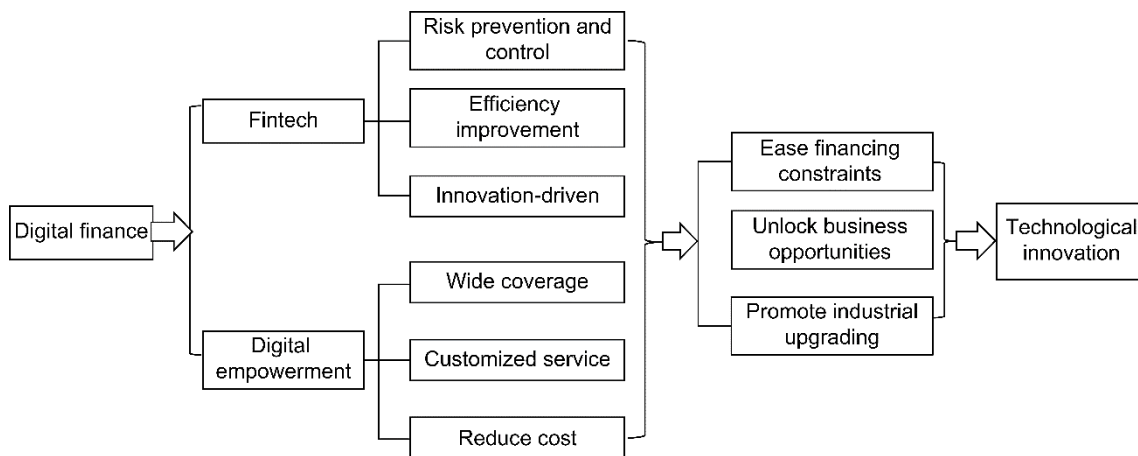 Digital finance
Fintech
Digital
empowerment
Risk prevention and
control
Efficiency
improvement
Innovation-driven
Wide coverage
Customized service
Reduce cost
Ease financing
constraints
Unlock business
opportunities
Promote industrial
upgrading
Technological
innovation